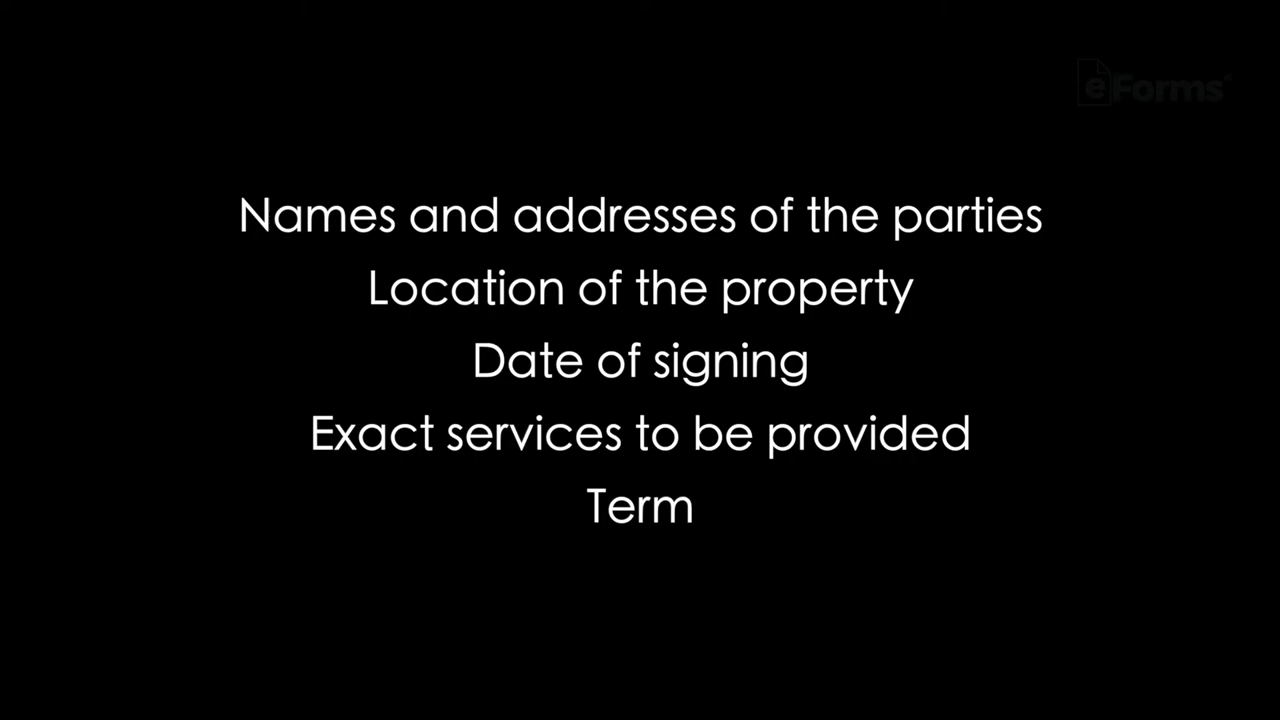 eForms®
Names and addresses of the parties
Location of the property
Date of signing
Exact services to be provided
Term